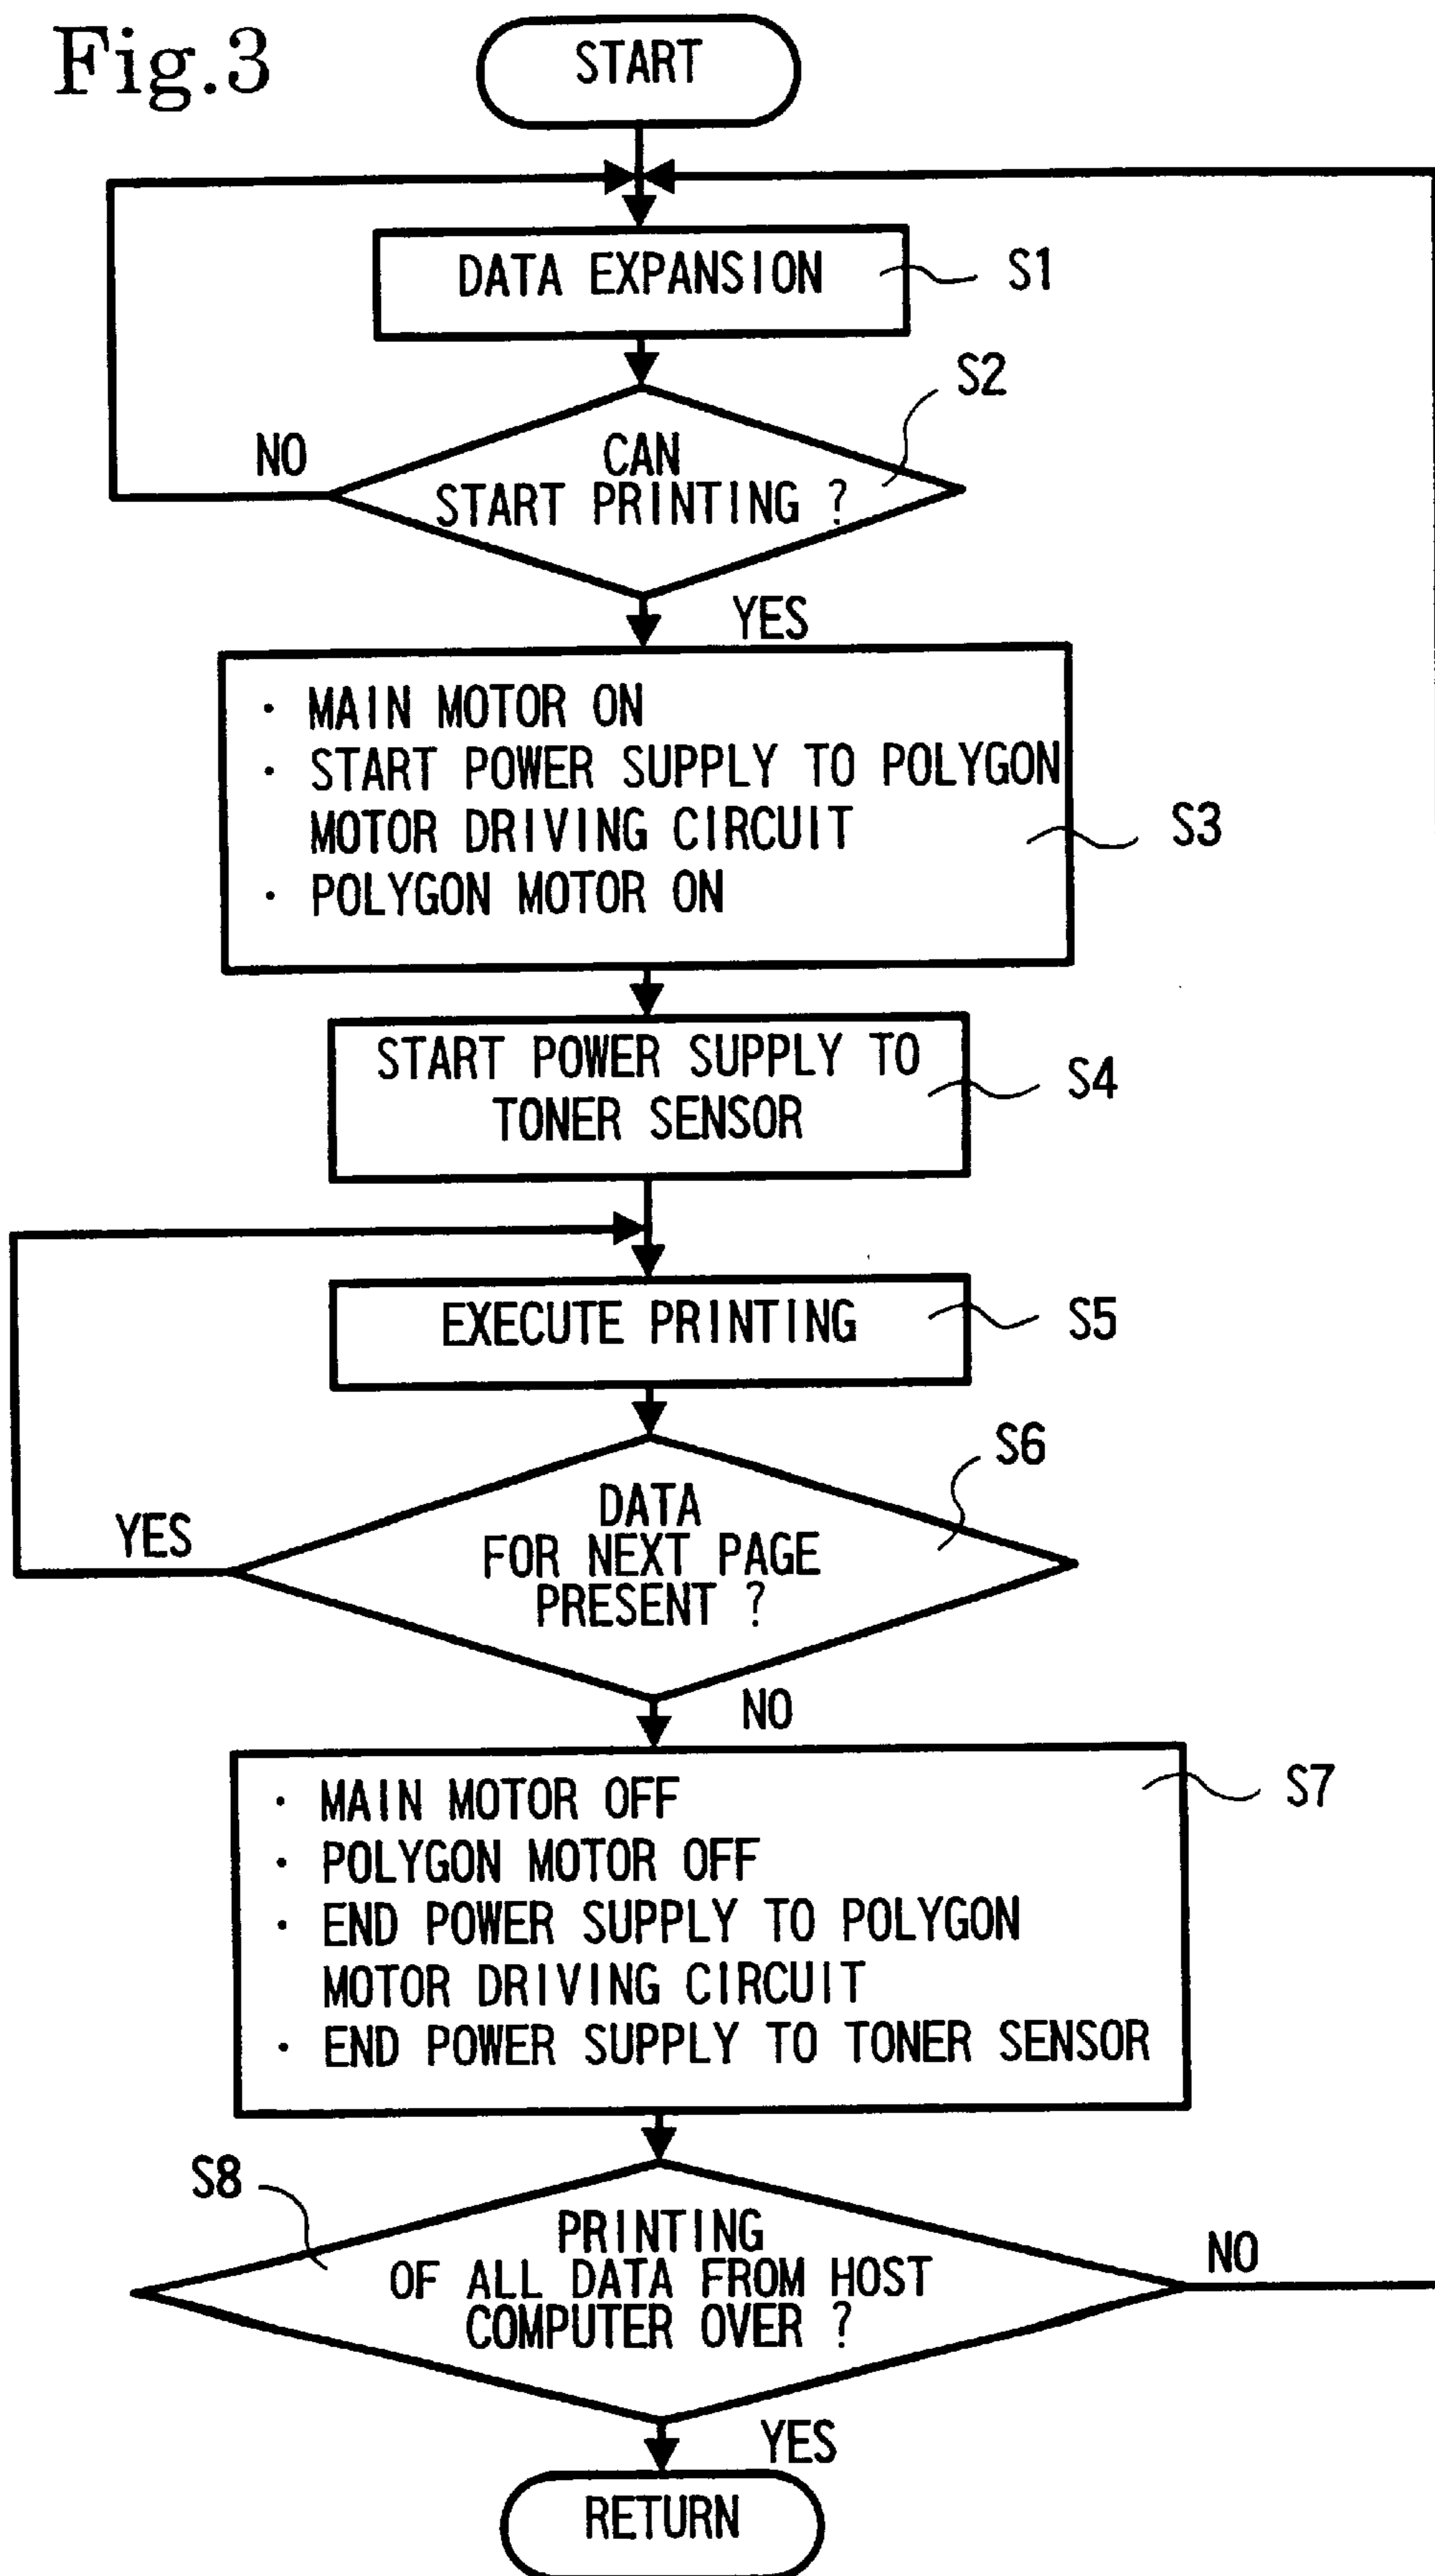 Fig.3
START
DATA EXPANSION
S1
S2
CAN
START PRINTING ?
NO
YES
· MAIN MOTOR ON
· START POWER SUPPLY TO POLYGON
MOTOR DRIVING CIRCUIT
· POLYGON MOTOR ON
S3
START POWER SUPPLY TO
TONER SENSOR
S4
EXECUTE PRINTING
S5
S6
DATA
FOR NEXT PAGE
PRESENT ?
YES
NO
· MAIN MOTOR OFF
· POLYGON MOTOR OFF
· END POWER SUPPLY TO POLYGON
MOTOR DRIVING CIRCUIT
· END POWER SUPPLY TO TONER SENSOR
S7
S8
PRINTING
OF ALL DATA FROM HOST
COMPUTER OVER ?
NO
YES
RETURN